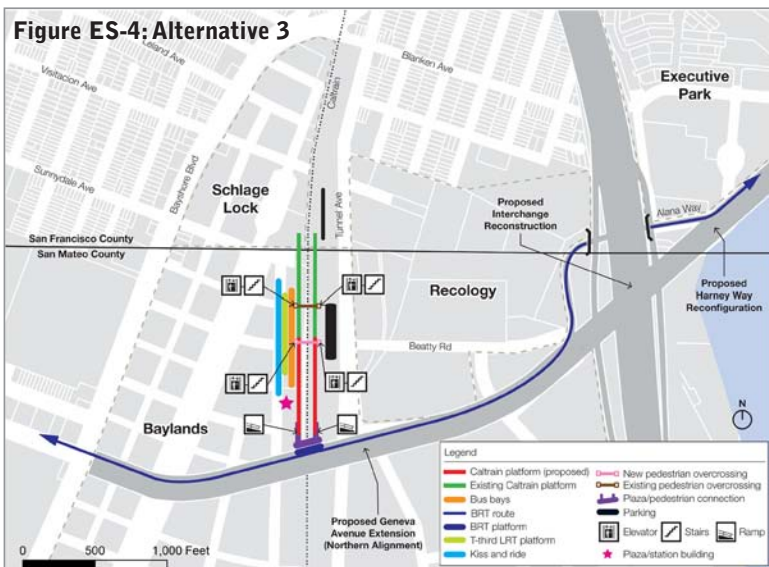 Figure ES-4: Alternative 3
Leland Ave
Visitacion Ave
Sunnydale Ave
Bayshore Blvd
Blanken Ave
Caltrain
Tunnel Ave
Executive
Park
Schlage
Lock
Alana Way
Proposed
Interchange
Reconstruction
San Francisco County
San Mateo County
Recology
Proposed
Harney Way
Reconfiguration
Beatty Rd
Baylands
N
Proposed Geneva
Avenue Extension
(Northern Alignment)
0 500 1,000 Feet
Legend
Caltrain platform (proposed)
Existing Caltrain platform
Bus bays
BRT route
BRT platform
T-third LRT platform
Kiss and ride
New pedestrian overcrossing
Existing pedestrian overcrossing
Plaza/pedestrian connection
Parking
Elevator Stairs Ramp
Plaza/station building